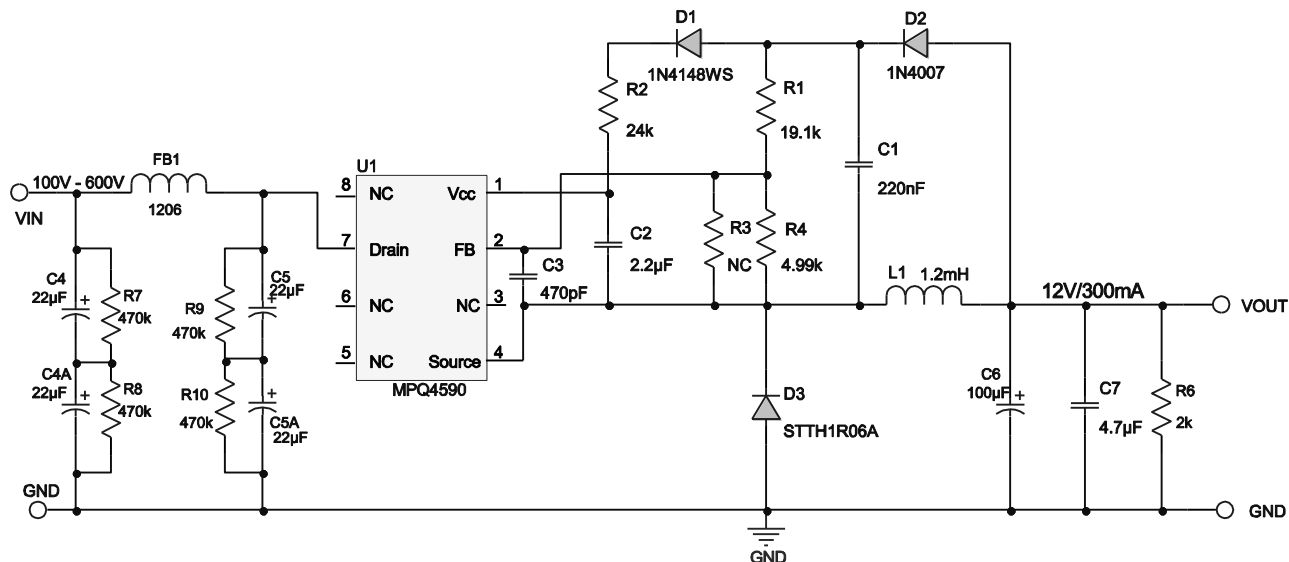 D1
1N4148WS
D2
1N4007
R2
24k
R1
19.1k
C1
220nF
FB1
1206
100V - 600V
VIN
U1
8
NC
Vcc
1
7
Drain
FB
2
6
NC
NC
3
5
NC
Source
4
MPQ4590
C2
2.2µF
C3
470pF
R3
NC
R4
4.99k
L1
1.2mH
12V/300mA
VOUT
C4
22µF
+
R7
470k
R9
470k
C5
22µF
+
C4A
22µF
+
R8
470k
R10
470k
+
C5A
22µF
D3
STTH1R06A
C6
100µF
+
C7
4.7µF
R6
2k
GND
GND
GND